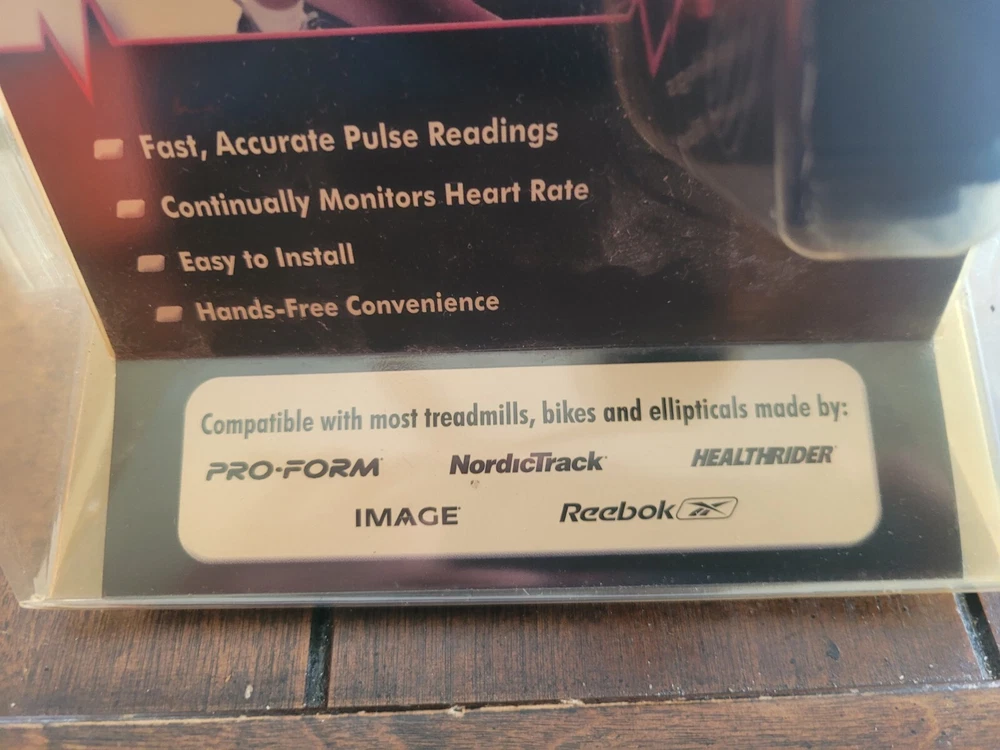 Fast, Accurate Pulse Readings
Continually Monitors Heart Rate
Easy to Install
Hands-Free Convenience
Compatible with most treadmills, bikes and ellipticals made by:
PRO-FORM NordicTrack HEALTHRIDER
IMAGE Reebok